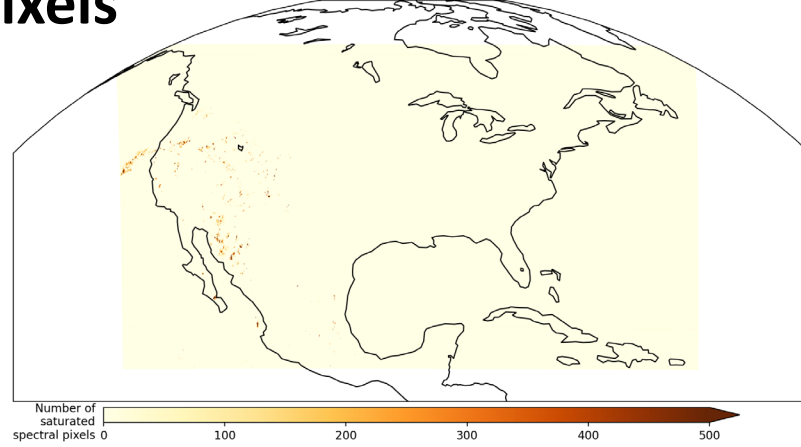 ixels
Number of
saturated
spectral pixels
0 100 200 300 400 500